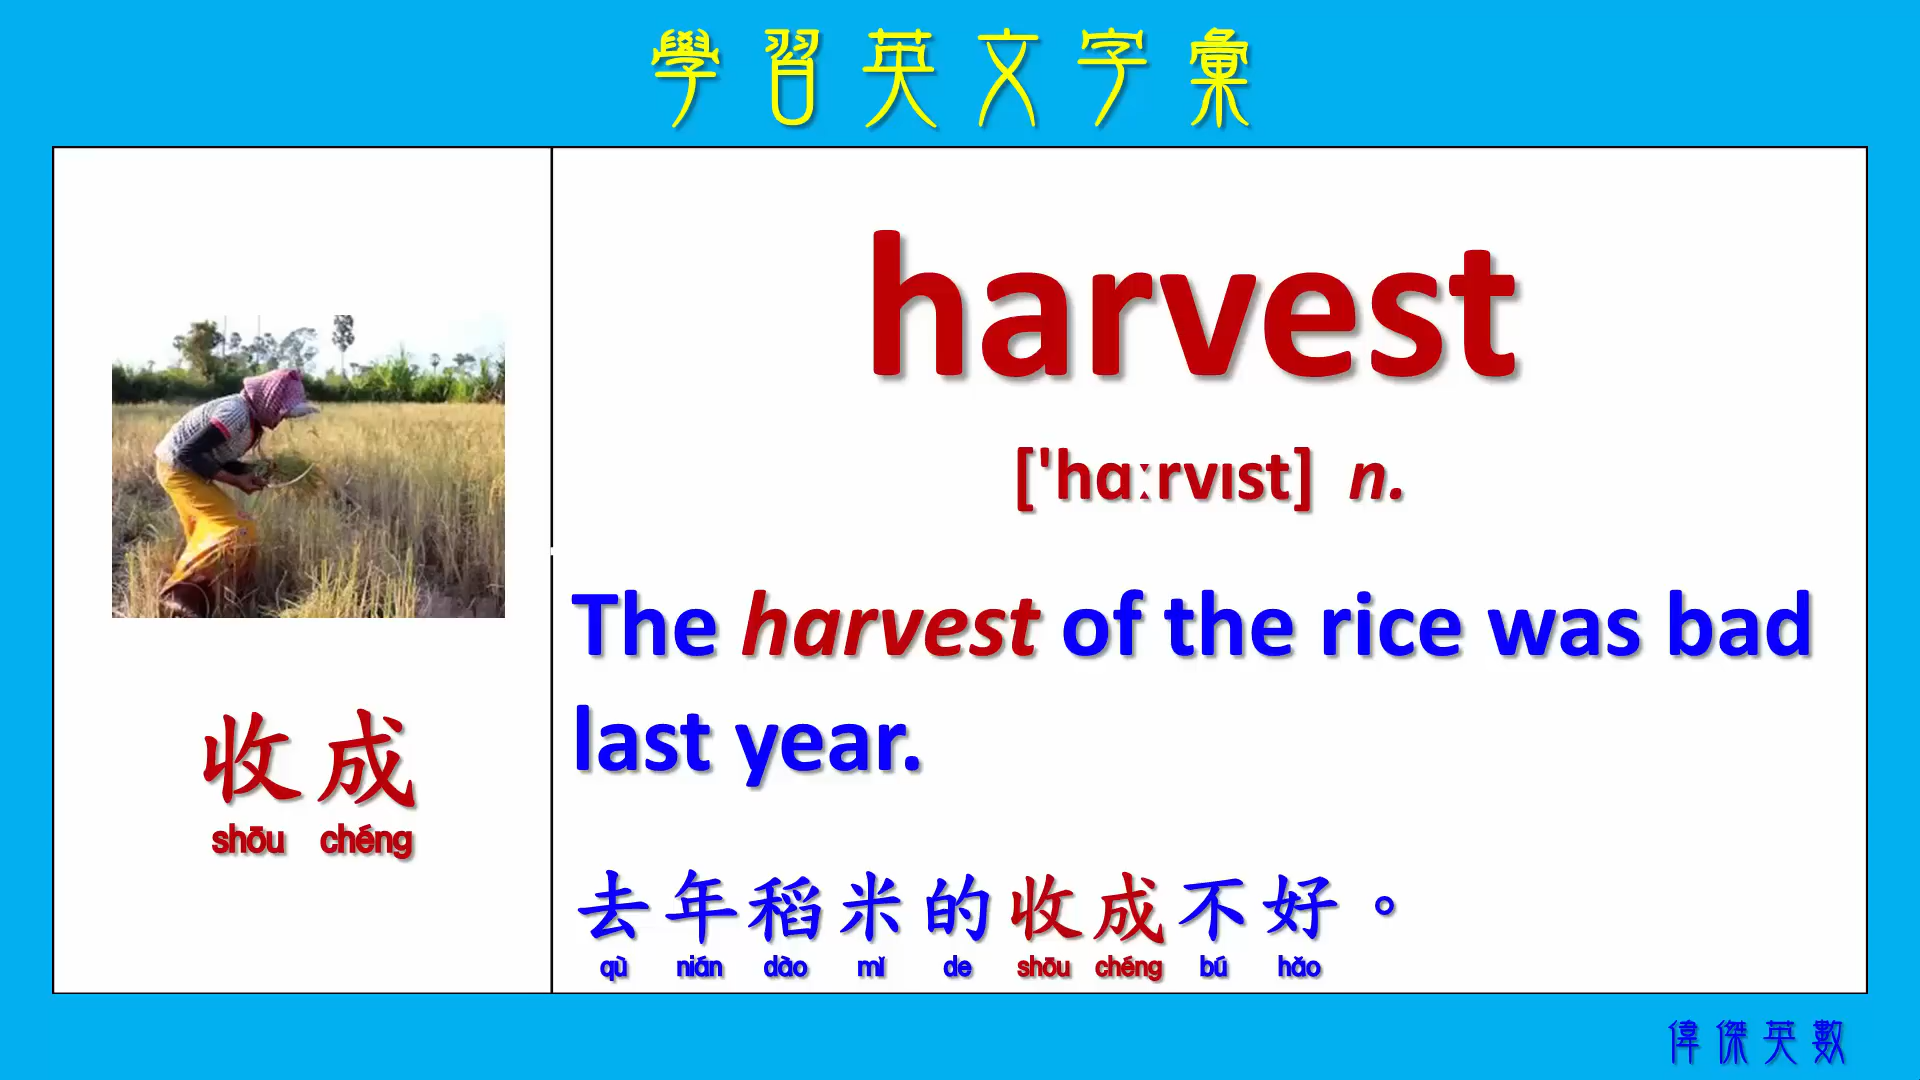 學習英文字彙
harvest
['hɑːrvɪst] n.
The harvest of the rice was bad
last year.
收成
shōu chéng
去年稻米的收成不好。
qù nián dào mǐ de shōu chéng bú hǎo
偉傑英數